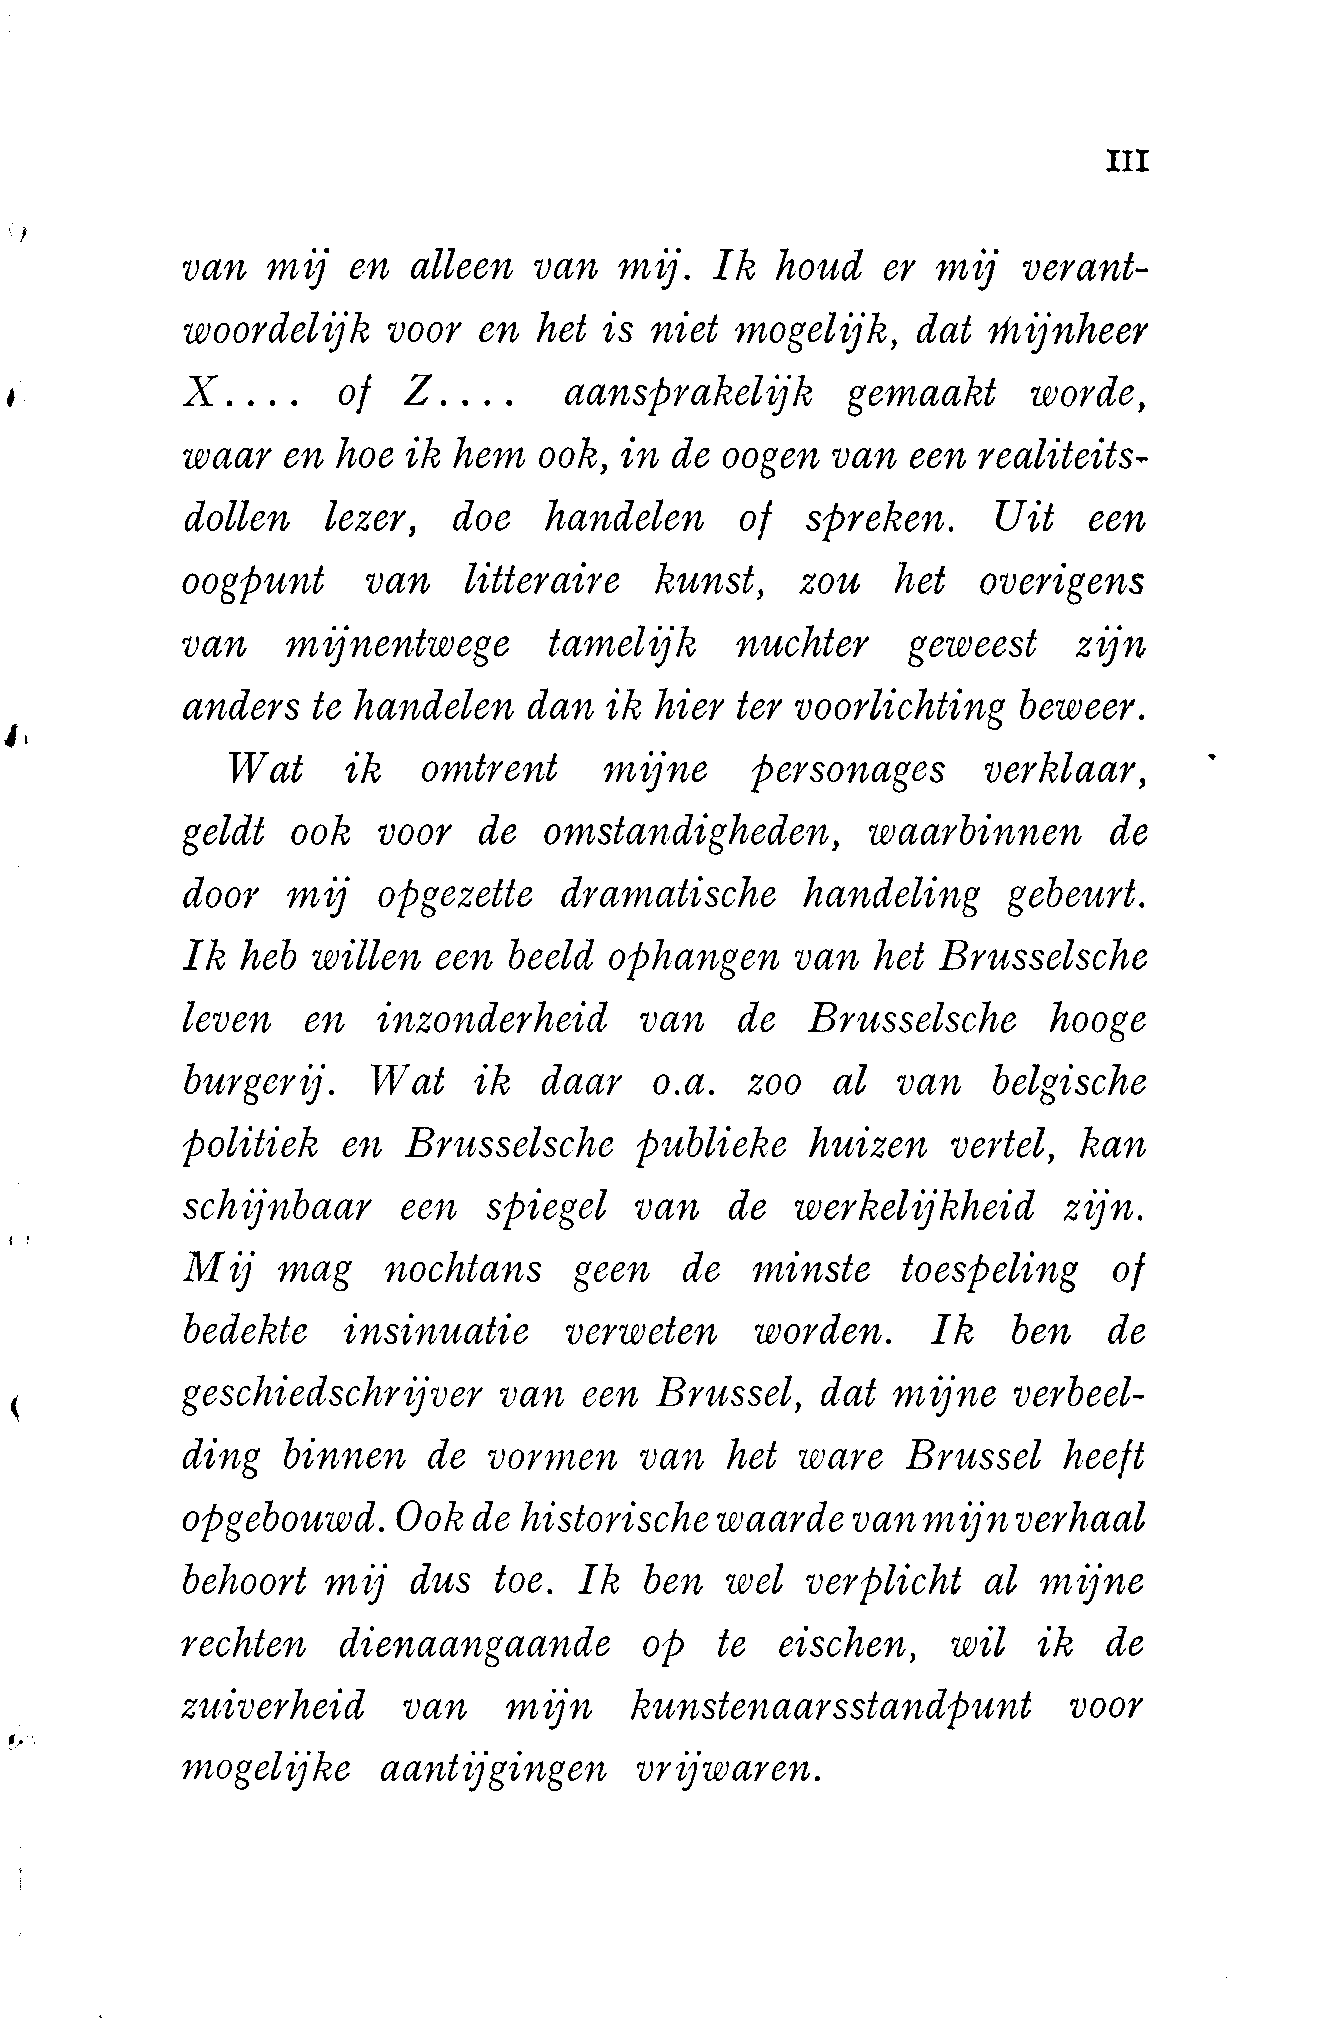 III
van mij en alleen van mij. Ik houd er mij verant-
woordelijk voor en het is niet mogelijk, dat mijnheer
X.... of Z.... aansprakelijk gemaakt worde,
waar en hoe ik hem ook, in de oogen van een realiteits-
dollen lezer, doe handelen of spreken. Uit een
oogpunt van litteraire kunst, zou het overigens
van mijnentwege tamelijk nuchter geweest zijn
anders te handelen dan ik hier ter voorlichting beweer.
Wat ik omtrent mijne personages verklaar,
geldt ook voor de omstandigheden, waarbinnen de
door mij opgezette dramatische handeling gebeurt.
Ik heb willen een beeld ophangen van het Brusselsche
leven en inzonderheid van de Brusselsche hooge
burgerij. Wat ik daar o.a. zoo al van belgische
politiek en Brusselsche publieke huizen vertel, kan
schijnbaar een spiegel van de werkelijkheid zijn.
Mij mag nochtans geen de minste toespeling of
bedekte insinuatie verweten worden. Ik ben de
geschiedschrijver van een Brussel, dat mijne verbeel-
ding binnen de vormen van het ware Brussel heeft
opgebouwd. Ook de historische waarde van mijn verhaal
behoort mij dus toe. Ik ben wel verplicht al mijne
rechten dienaangaande op te eischen, wil ik de
zuiverheid van mijn kunstenaarsstandpunt voor
mogelijke aantijgingen vrijwaren.